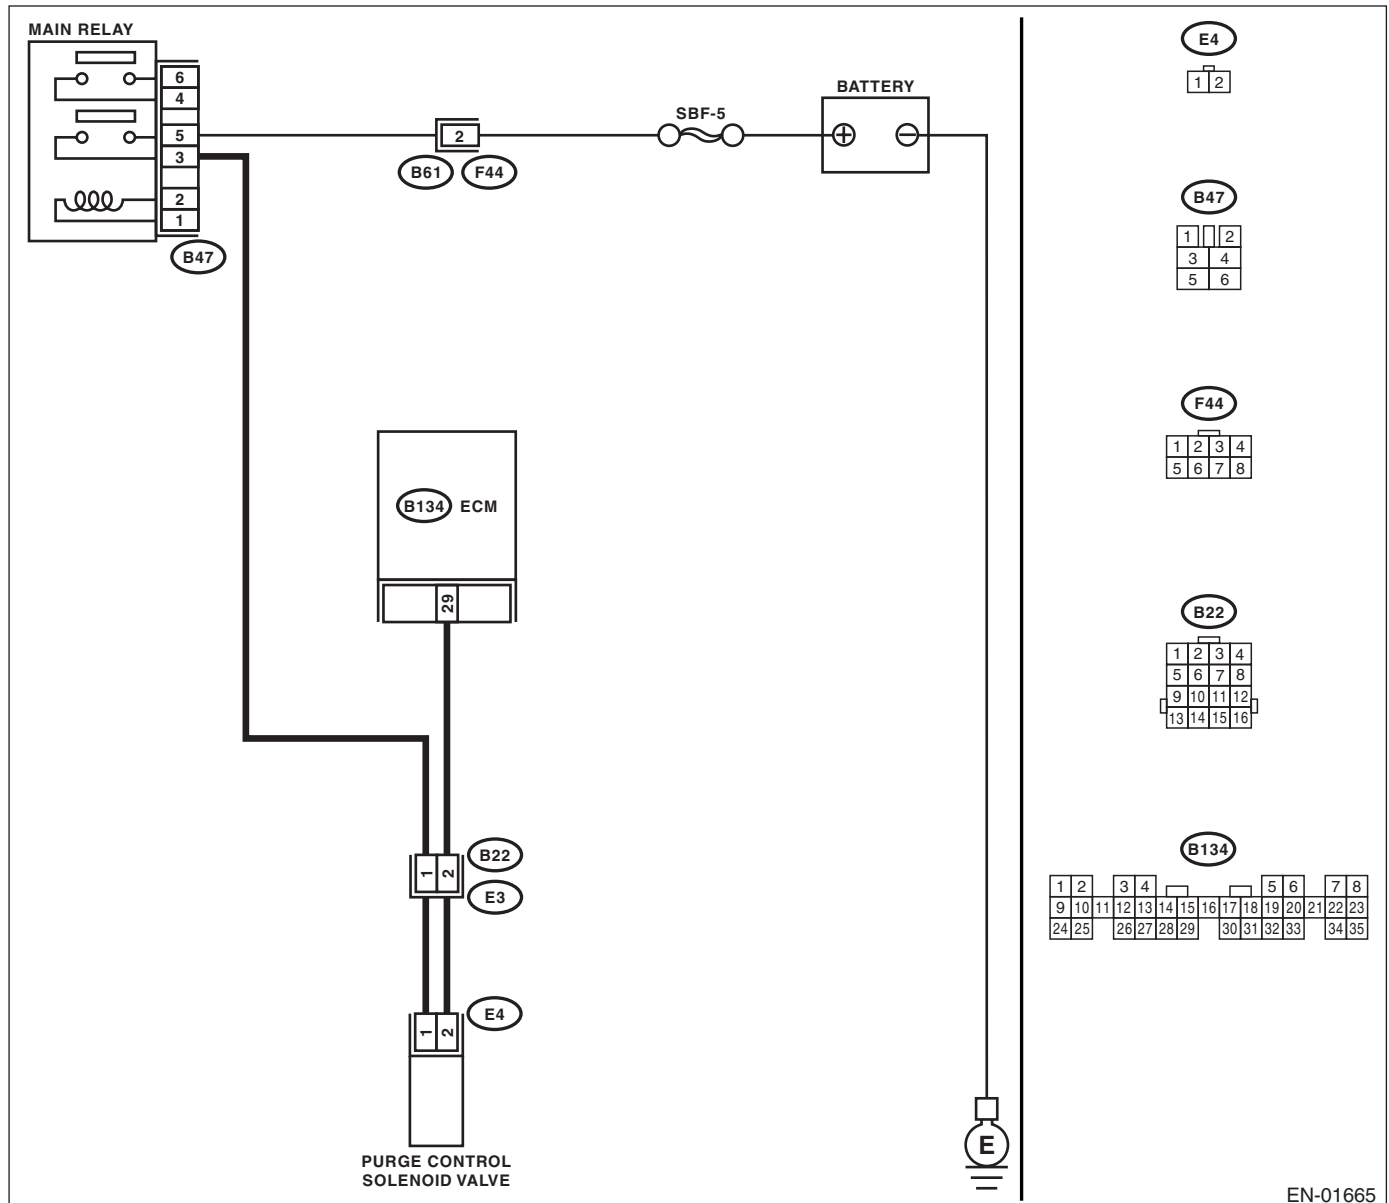 MAIN RELAY
6
4
5
3
2
1
B47
2
B61 F44
SBF-5
BATTERY
+ −
B134 ECM
29
1 2
B22
E3
1 2
E4
PURGE CONTROL
SOLENOID VALVE
E
E4
1 2
B47
1 2
3 4
5 6
F44
1 2 3 4
5 6 7 8
B22
1 2 3 4
5 6 7 8
9 10 11 12
13 14 15 16
B134
1 2 3 4 5 6 7 8
9 10 11 12 13 14 15 16 17 18 19 20 21 22 23
24 25 26 27 28 29 30 31 32 33 34 35
EN-01665